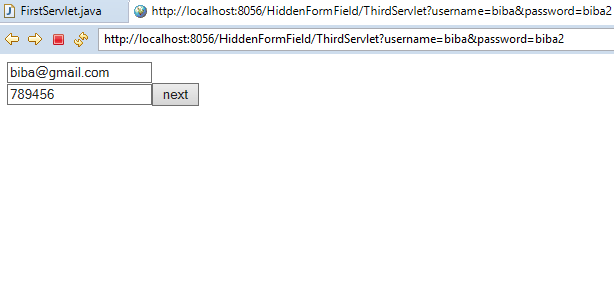 FirstServlet.java http://localhost:8056/HiddenFormField/ThirdServlet?username=biba&password=biba2
http://localhost:8056/HiddenFormField/ThirdServlet?username=biba&password=biba2
biba@gmail.com
789456 next